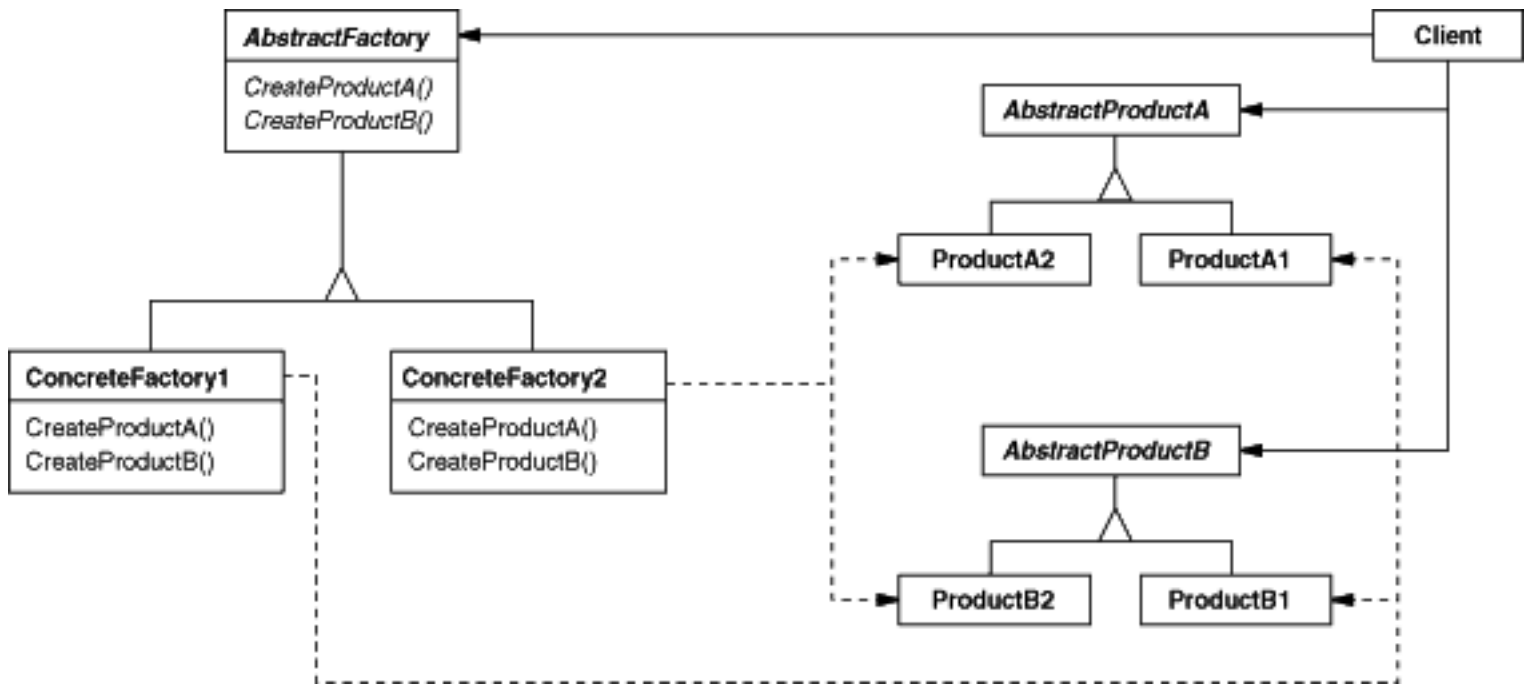 AbstractFactory
CreateProductA()
CreateProductB()
Client
AbstractProductA
ProductA2
ProductA1
ConcreteFactory1
CreateProductA()
CreateProductB()
ConcreteFactory2
CreateProductA()
CreateProductB()
AbstractProductB
ProductB2
ProductB1